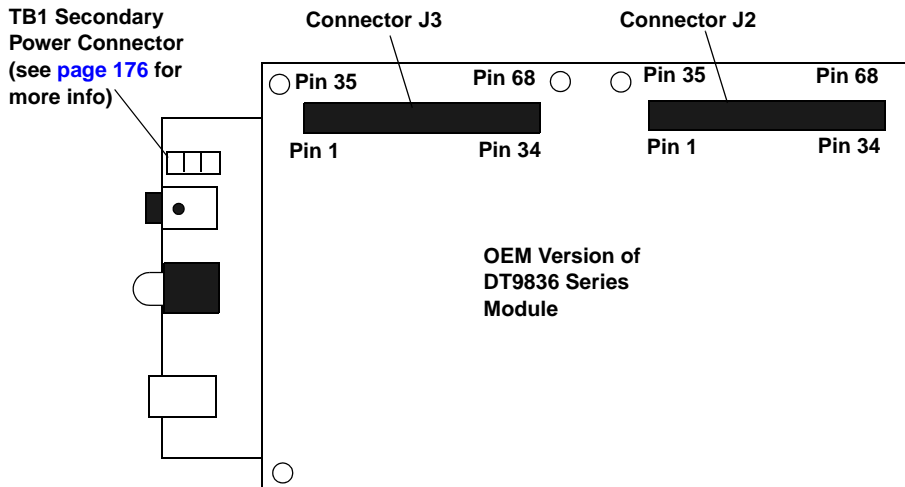 TB1 Secondary
Power Connector
(see page 176 for
more info)
Connector J3
Connector J2
Pin 35
Pin 68
Pin 35
Pin 68
Pin 1
Pin 34
Pin 1
Pin 34
OEM Version of
DT9836 Series
Module